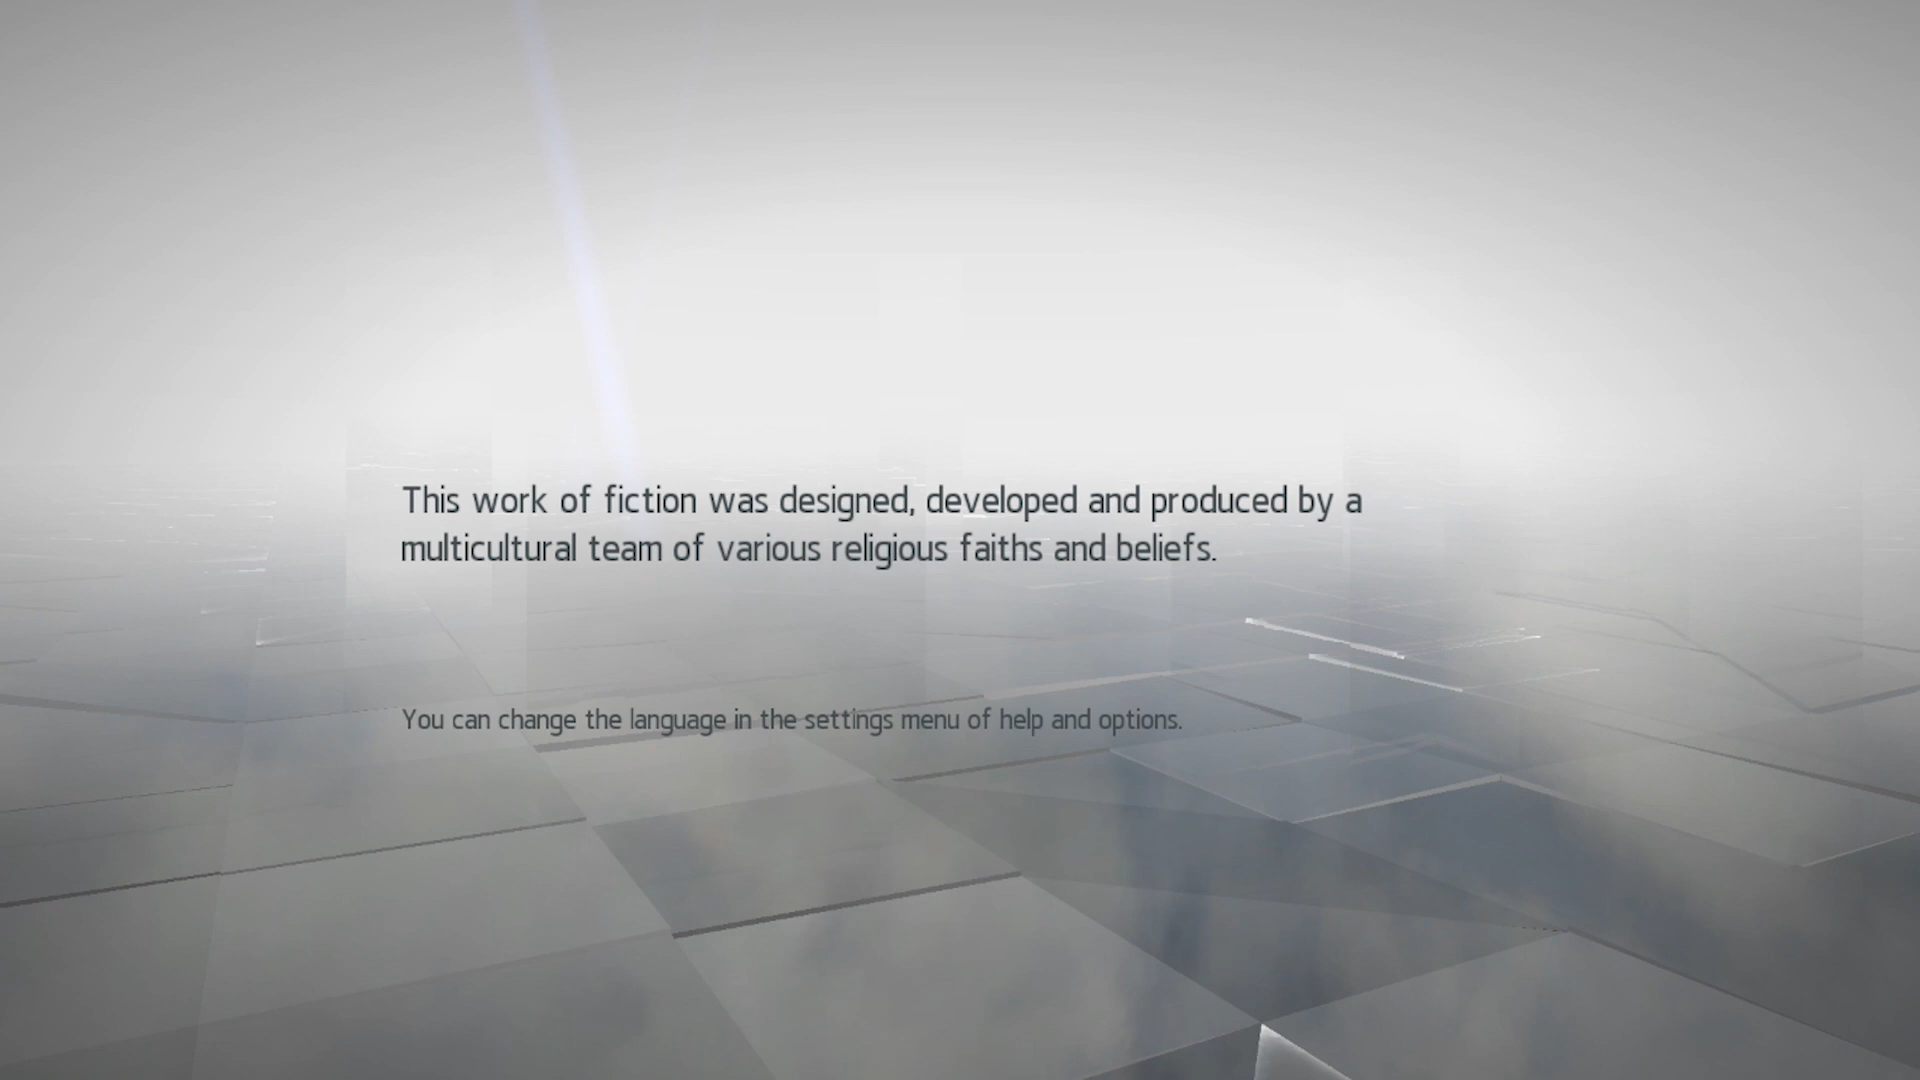 This work of fiction was designed, developed and produced by a
multicultural team of various religious faiths and beliefs.
You can change the language in the settings menu of help and options.